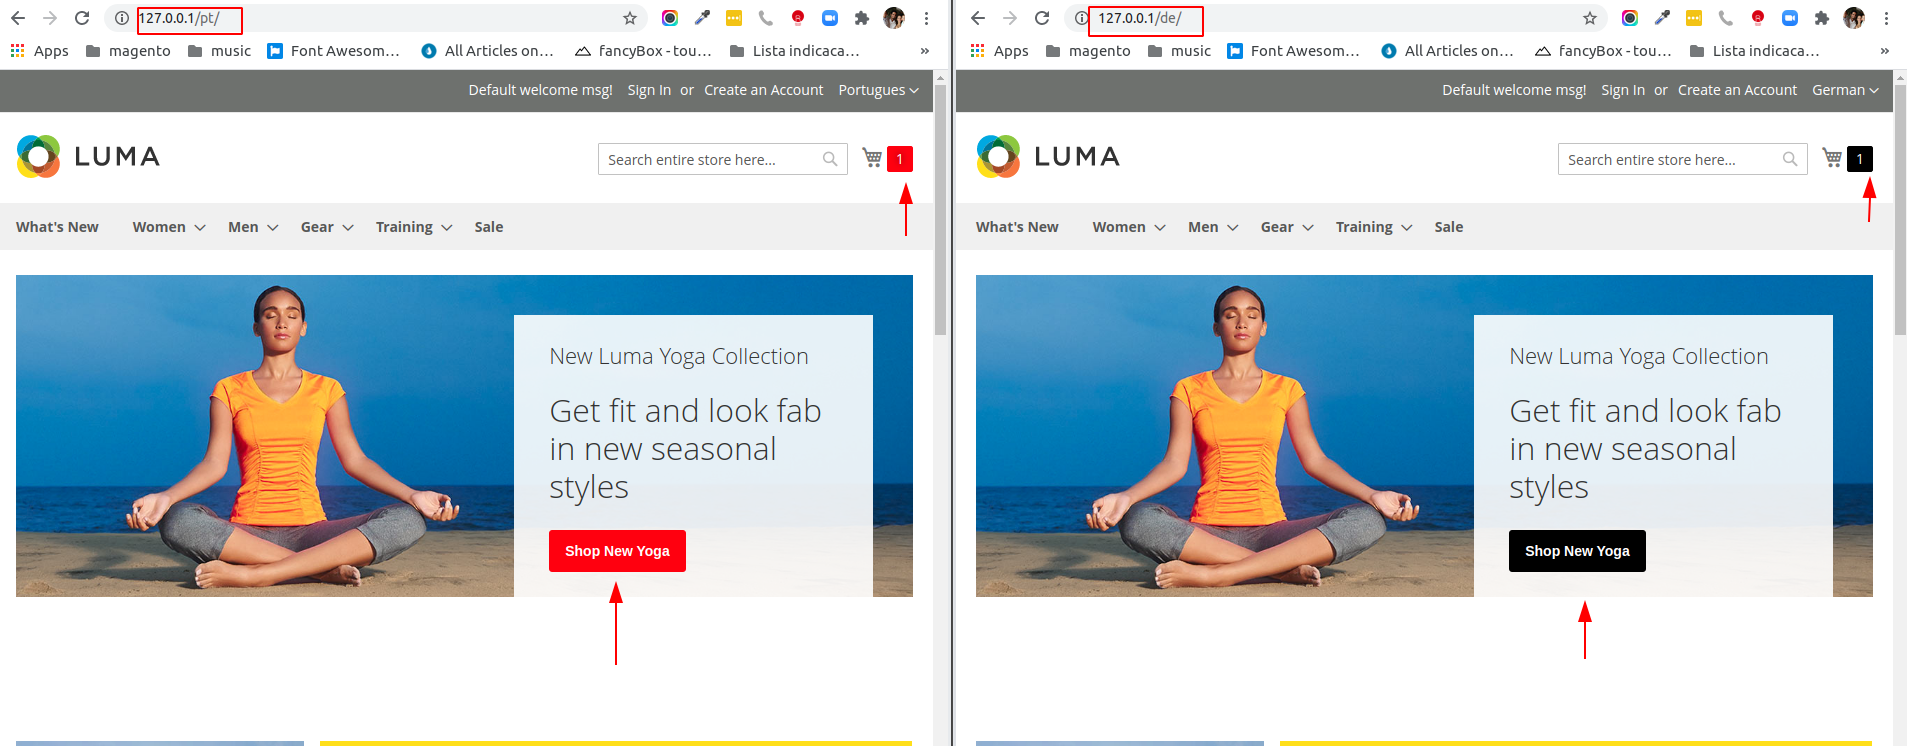 127.0.0.1/pt/
Apps magento music Font Awesom... All Articles on... fancyBox - tou... Lista indicaca... »
Default welcome msg! Sign In or Create an Account Portugues
LUMA
Search entire store here...
1
What's New Women Men Gear Training Sale
New Luma Yoga Collection
Get fit and look fab
in new seasonal
styles
Shop New Yoga
127.0.0.1/de/
Apps magento music Font Awesom... All Articles on... fancyBox - tou... Lista indicaca... »
Default welcome msg! Sign In or Create an Account German
LUMA
Search entire store here...
1
What's New Women Men Gear Training Sale
New Luma Yoga Collection
Get fit and look fab
in new seasonal
styles
Shop New Yoga